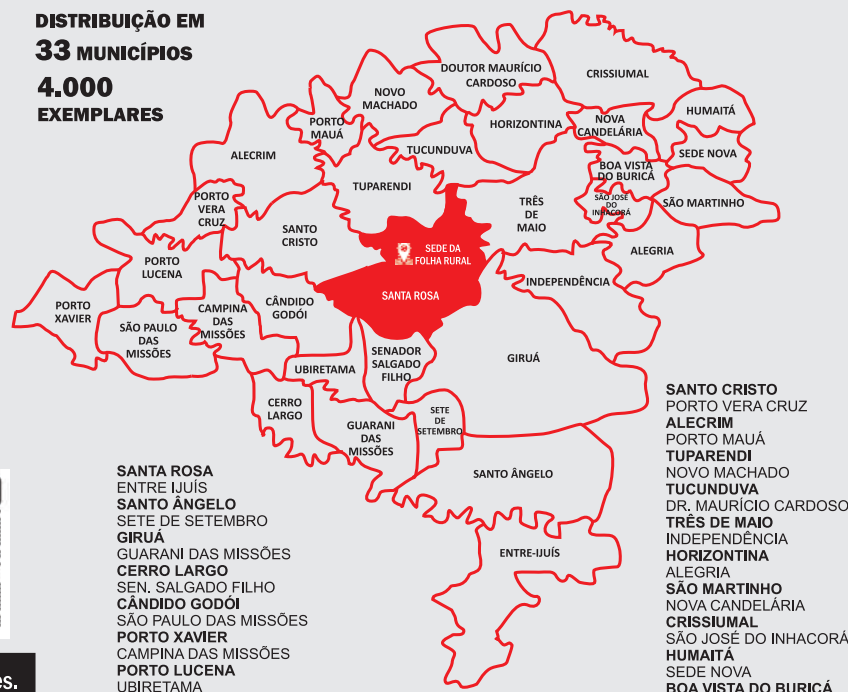 DISTRIBUIÇÃO EM
33 MUNICÍPIOS
4.000
EXEMPLARES
DOUTOR MAURÍCIO
CARDOSO
CRISSIUMAL
NOVO
MACHADO
HUMAITÁ
PORTO
MAUÁ
HORIZONTINA
NOVA
CANDELÁRIA
ALECRIM
TUCUNDUVA
SEDE NOVA
BOA VISTA
DO BURICÁ
TUPARENDI
PORTO
VERA
CRUZ
TRÊS
DE
MAIO
SÃO JOSÉ
DO
INHACORÁ
SÃO MARTINHO
SANTO
CRISTO
SEDE DA
FOLHA RURAL
ALEGRIA
PORTO
LUCENA
INDEPENDÊNCIA
SANTA ROSA
PORTO
XAVIER
CAMPINA
DAS
MISSÕES
CÂNDIDO
GODÓI
SÃO PAULO
DAS
MISSÕES
SENADOR
SALGADO
FILHO
GIRUÁ
UBIRETAMA
CERRO
LARGO
SETE
DE
SETEMBRO
GUARANI
DAS
MISSÕES
SANTO ÂNGELO
ENTRE-IJUÍS
SANTA ROSA
ENTRE IJUÍS
SANTO ÂNGELO
SETE DE SETEMBRO
GIRUÁ
GUARANI DAS MISSÕES
CERRO LARGO
SEN. SALGADO FILHO
CÂNDIDO GODÓI
SÃO PAULO DAS MISSÕES
PORTO XAVIER
CAMPINA DAS MISSÕES
PORTO LUCENA
UBIRETAMA
SANTO CRISTO
PORTO VERA CRUZ
ALECRIM
PORTO MAUÁ
TUPARENDI
NOVO MACHADO
TUCUNDUVA
DR. MAURÍCIO CARDOSO
TRÊS DE MAIO
INDEPENDÊNCIA
HORIZONTINA
ALEGRIA
SÃO MARTINHO
NOVA CANDELÁRIA
CRISSIUMAL
SÃO JOSÉ DO INHACORÁ
HUMAITÁ
SEDE NOVA
BOA VISTA DO BURICÁ
es.